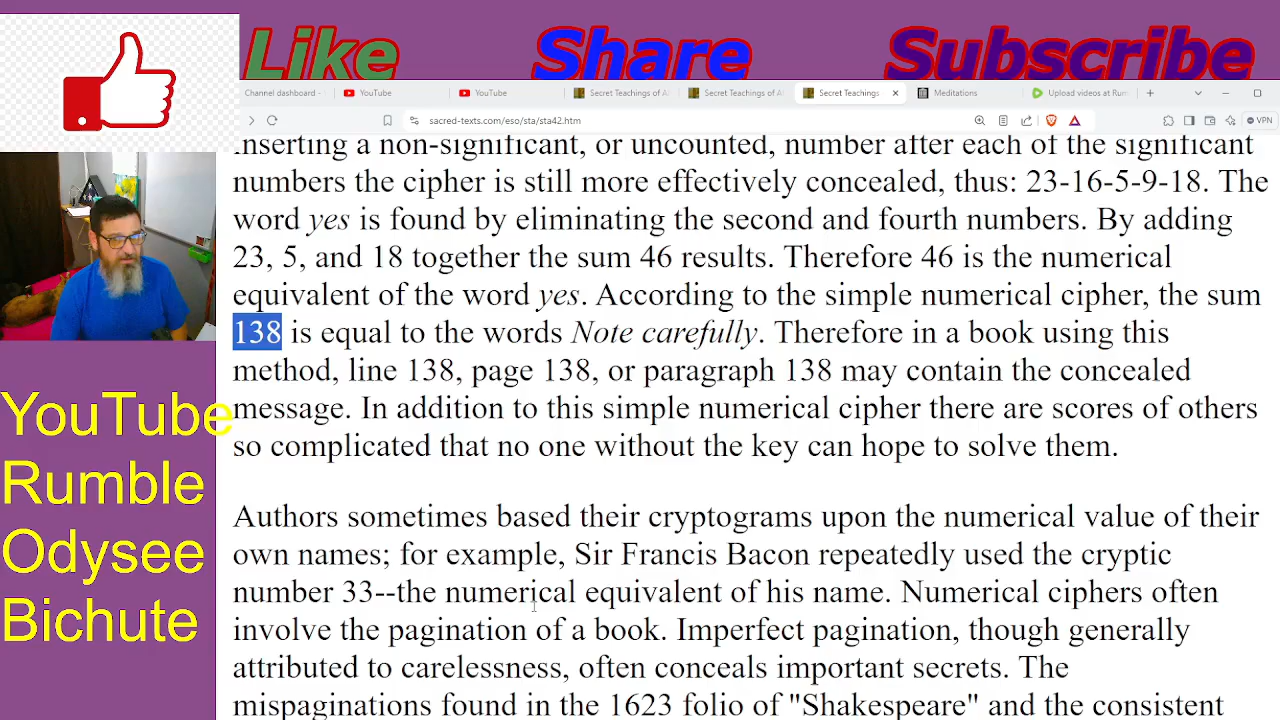 Like Share Subscribe
Channel dashboard - YouTube YouTube Secret Teachings of A Secret Teachings of A Secret Teachings Meditations Upload videos at Rum
sacred-texts.com/eso/sta/sta42.htm VPN
inserting a non-significant, or uncounted, number after each of the significant
numbers the cipher is still more effectively concealed, thus: 23-16-5-9-18. The
word yes is found by eliminating the second and fourth numbers. By adding
23, 5, and 18 together the sum 46 results. Therefore 46 is the numerical
equivalent of the word yes. According to the simple numerical cipher, the sum
138 is equal to the words Note carefully. Therefore in a book using this
method, line 138, page 138, or paragraph 138 may contain the concealed
message. In addition to this simple numerical cipher there are scores of others
so complicated that no one without the key can hope to solve them.
Authors sometimes based their cryptograms upon the numerical value of their
own names; for example, Sir Francis Bacon repeatedly used the cryptic
number 33--the numerical equivalent of his name. Numerical ciphers often
involve the pagination of a book. Imperfect pagination, though generally
attributed to carelessness, often conceals important secrets. The
mispaginations found in the 1623 folio of "Shakespeare" and the consistent
YouTube
Rumble
Odysee
Bichute